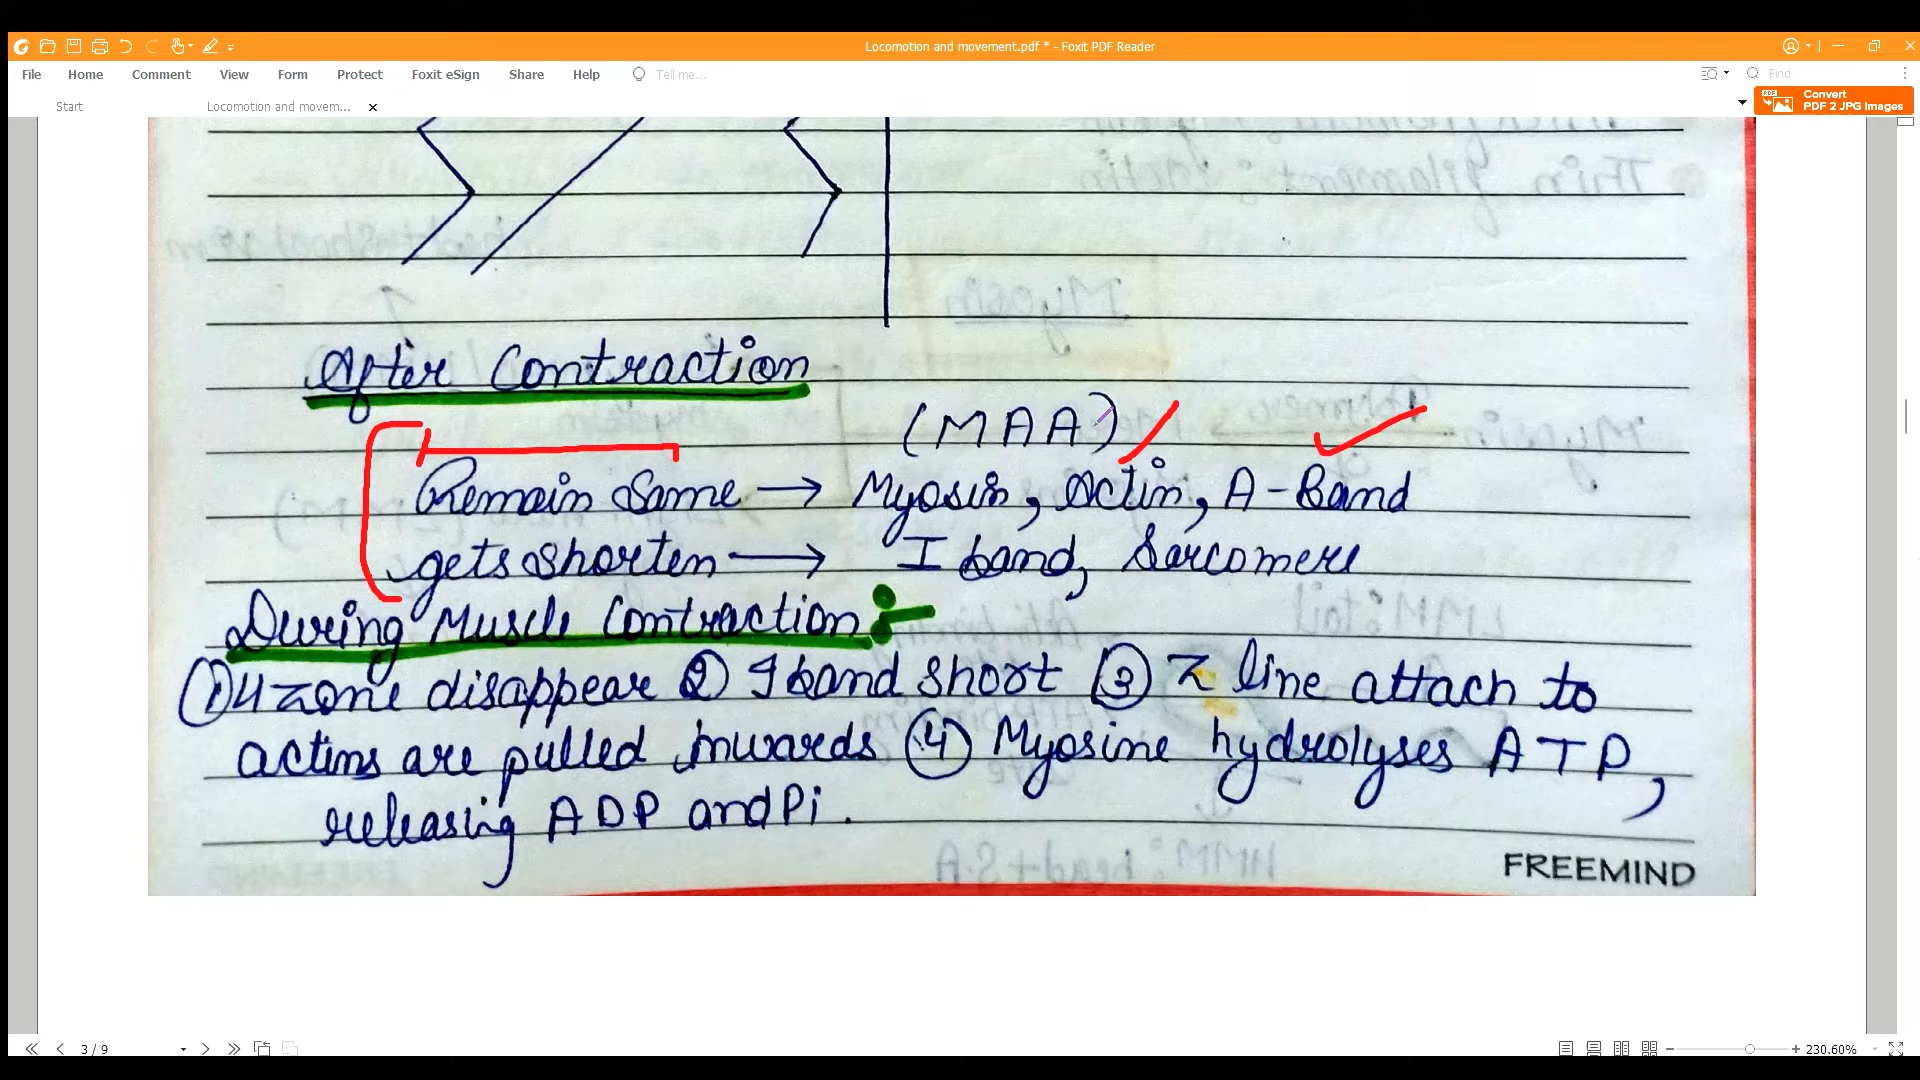 Locomotion and movement.pdf * - Foxit PDF Reader
File Home Comment View Form Protect Foxit eSign Share Help Tell me... Find
Start Locomotion and movem... Convert
PDF 2 JPG Images
After Contraction
(MAA)
Remain Same → Myosin, Actin, A-Band
gets shorten → I band, Sarcomere
During Muscle Contraction :-
① H zone disappear ② I band short ③ Z line attach to
actins are pulled inwards ④ Myosine hydrolyses ATP,
releasing ADP and Pi.
FREEMIND
3 / 9 230.60%